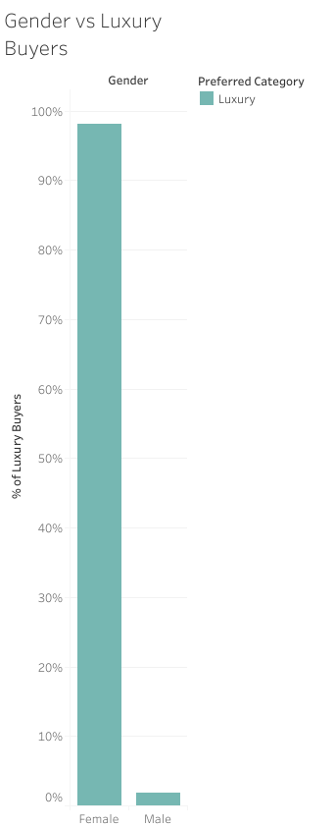 Gender vs Luxury
Buyers
Gender
Preferred Category
Luxury
100%
90%
80%
70%
60%
50%
40%
30%
20%
10%
0%
% of Luxury Buyers
Female
Male